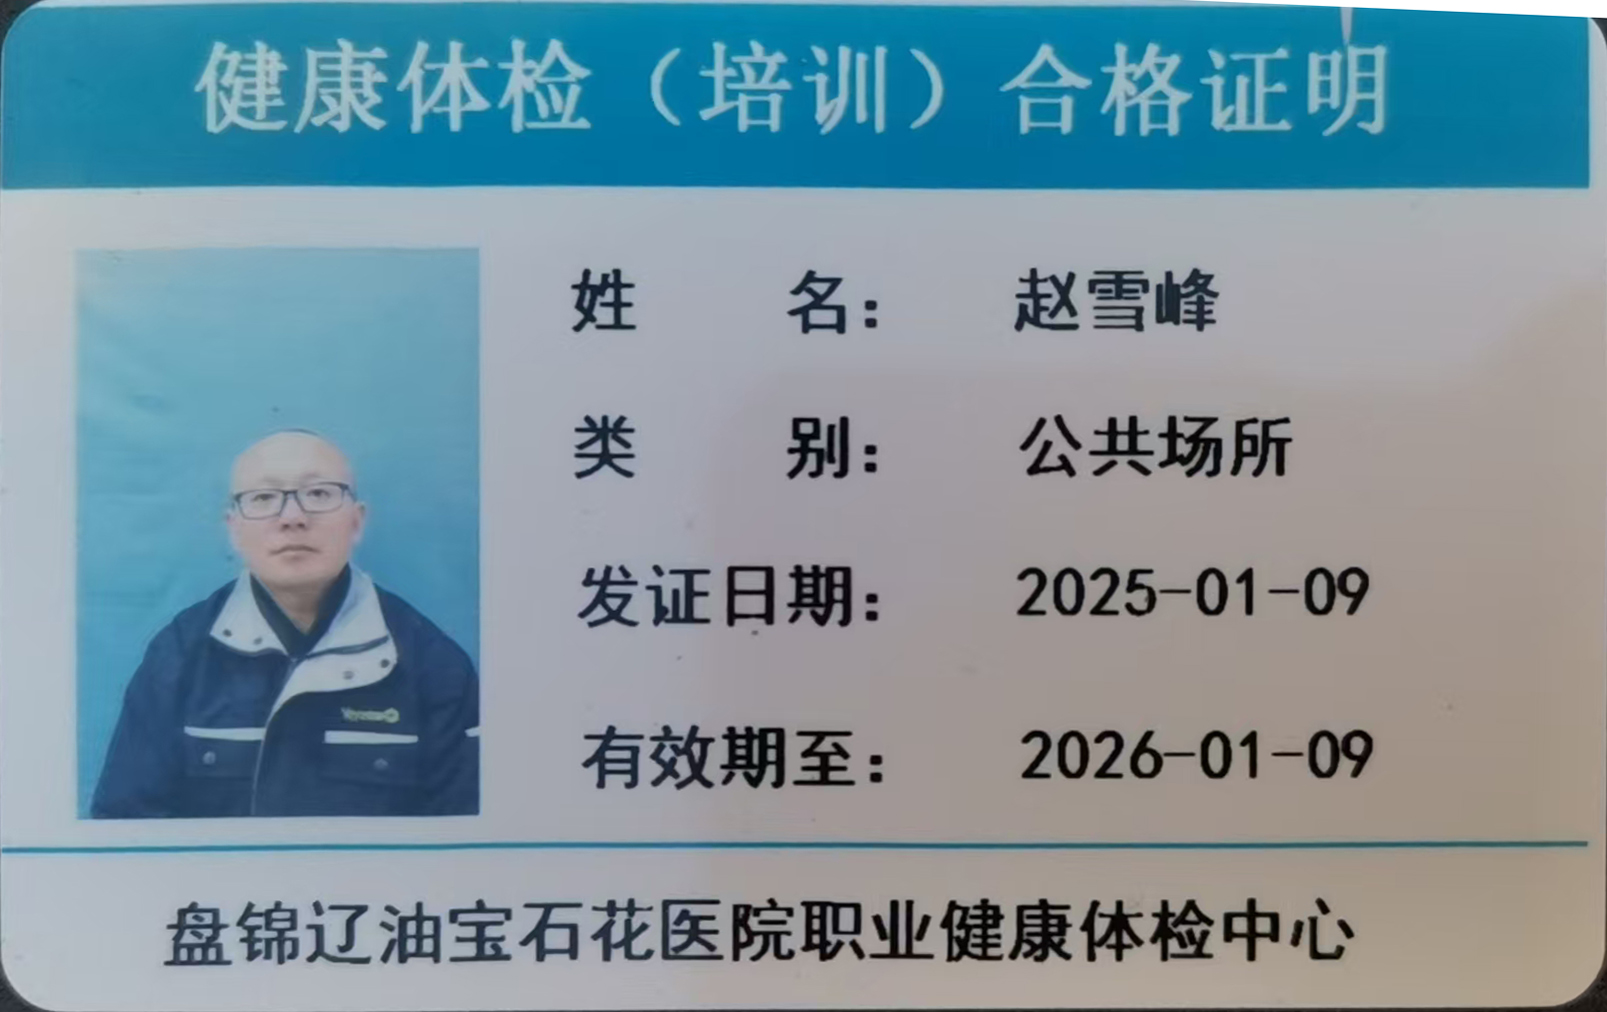 健康体检（培训）合格证明
姓 名： 赵雪峰
类 别： 公共场所
发证日期： 2025-01-09
有效期至： 2026-01-09
盘锦辽油宝石花医院职业健康体检中心